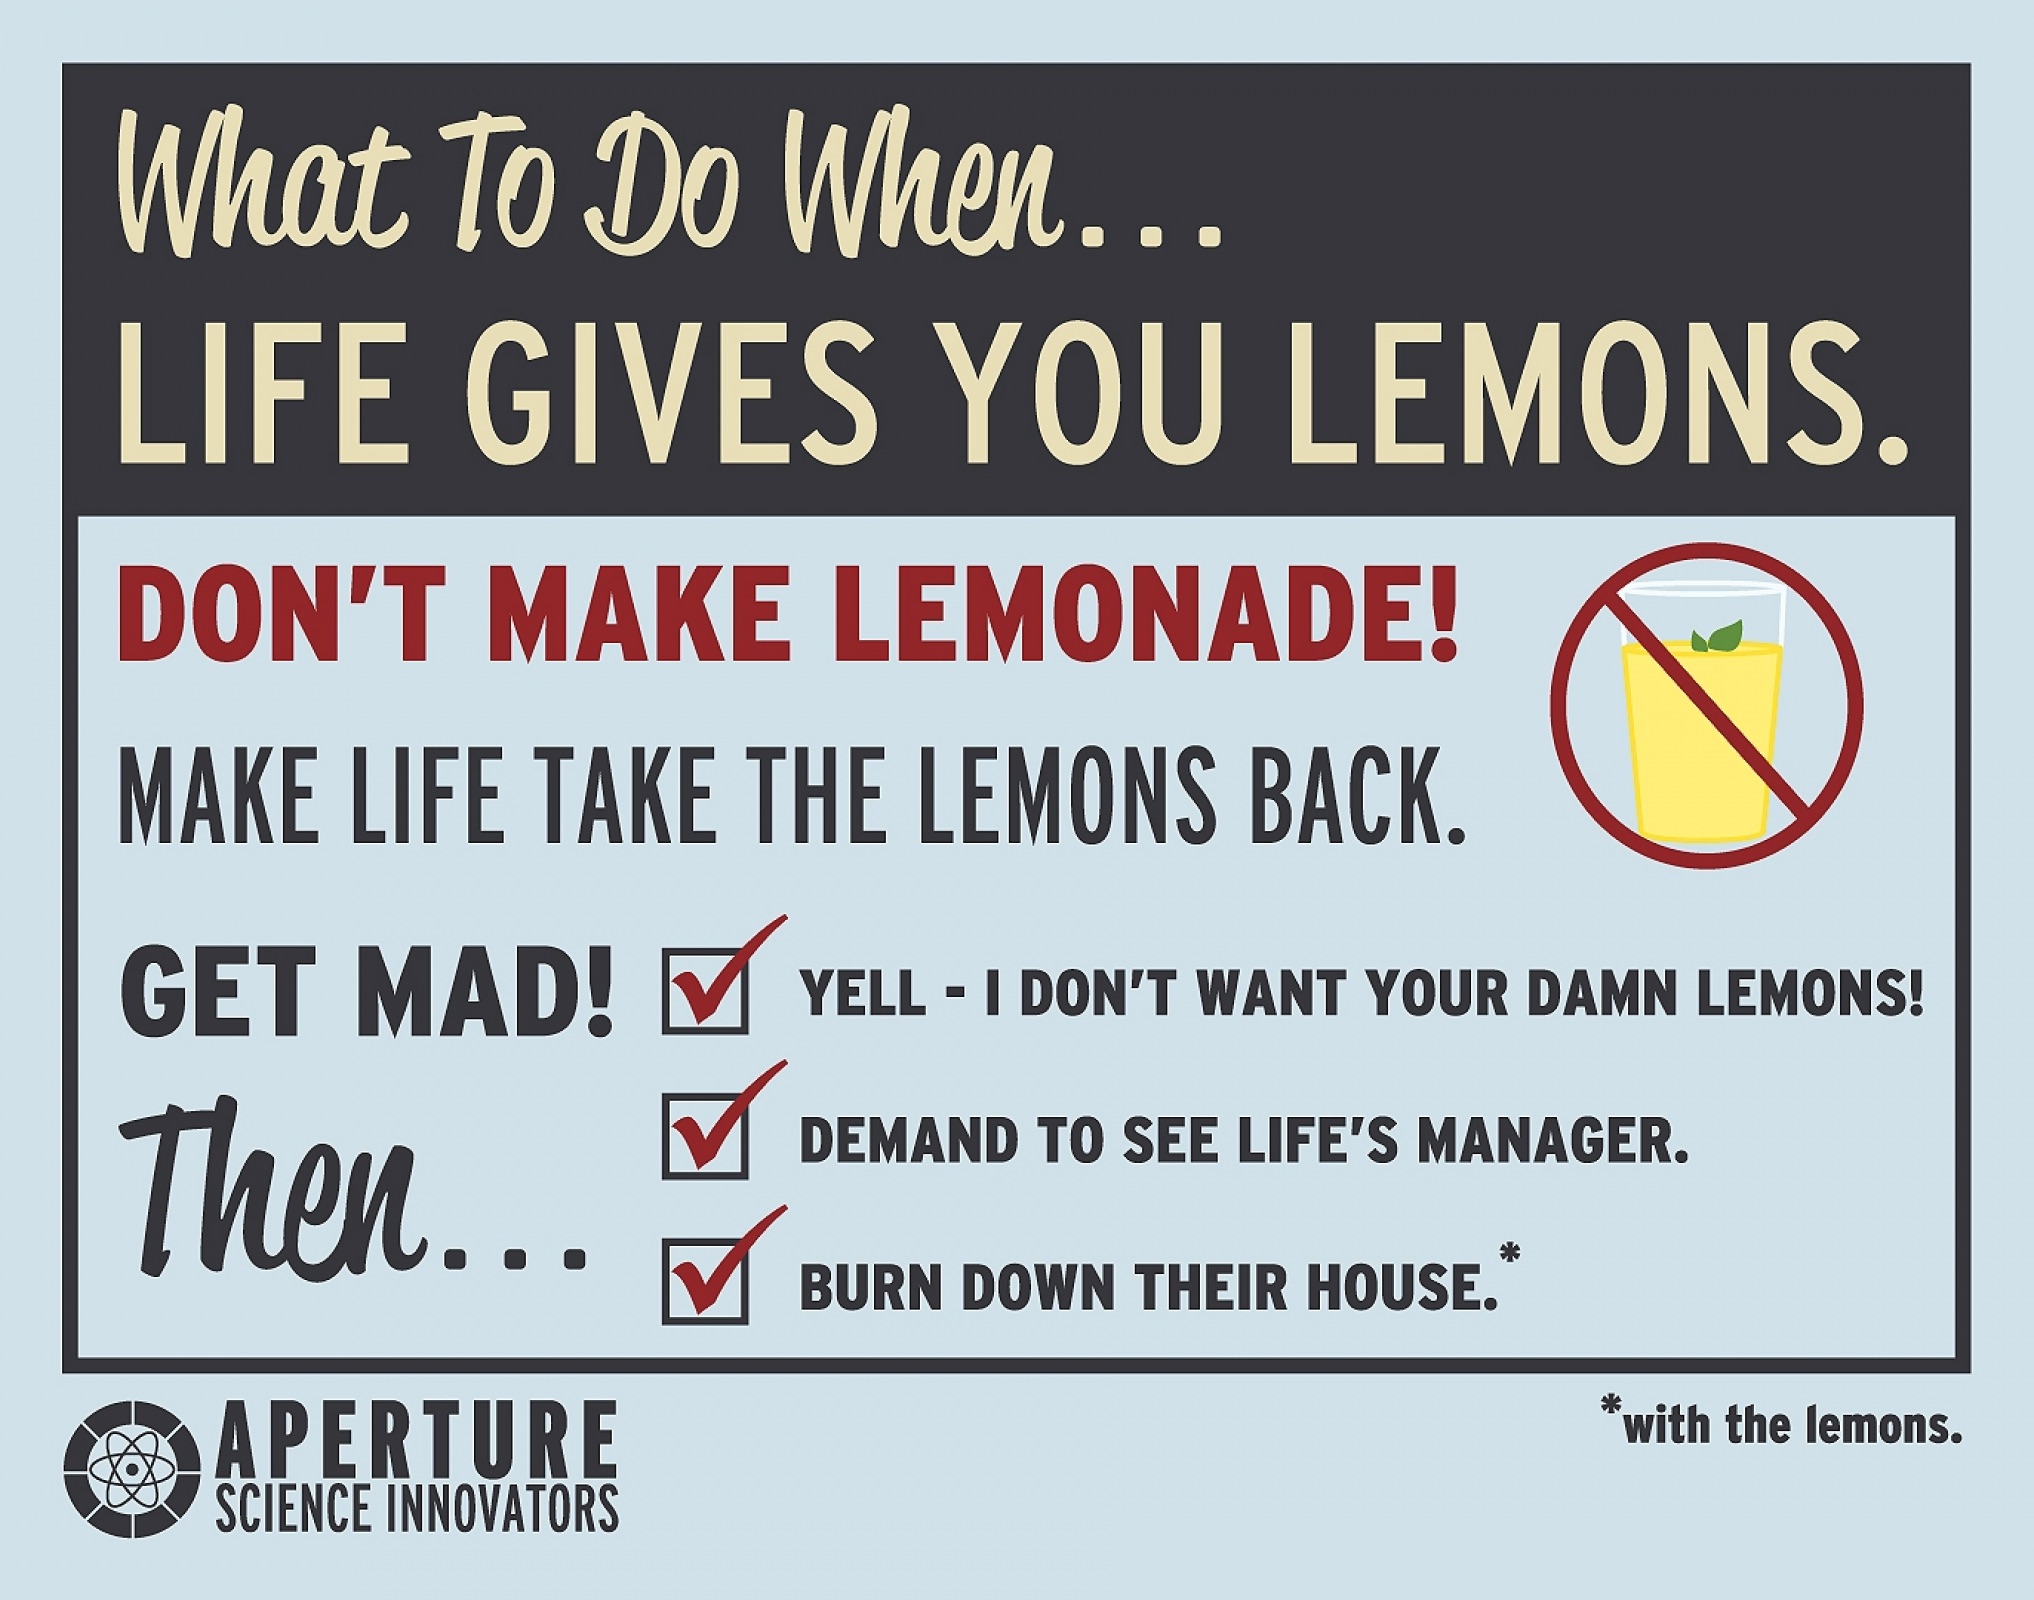 What To Do When...
LIFE GIVES YOU LEMONS.
DON'T MAKE LEMONADE!
MAKE LIFE TAKE THE LEMONS BACK.
GET MAD!
YELL - I DON'T WANT YOUR DAMN LEMONS!
Then...
DEMAND TO SEE LIFE'S MANAGER.
BURN DOWN THEIR HOUSE.*
*with the lemons.
APERTURE
SCIENCE INNOVATORS